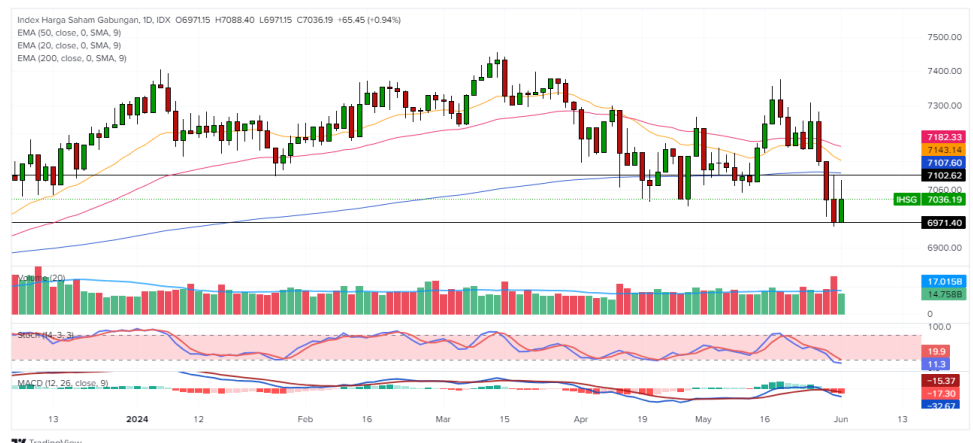 Index Harga Saham Gabungan, 1D, IDX O6971.15 H7088.40 L6971.15 C7036.19 +65.45 (+0.94%)
EMA (50, close, 0, SMA, 9)
EMA (20, close, 0, SMA, 9)
EMA (200, close, 0, SMA, 9)
7500.00
7400.00
7300.00
7182.33
7143.14
7107.60
7102.62
7050.00
IHSG 7036.19
6971.40
6900.00
Volume (20)
17.015B
14.758B
0
Stoch (14, 3, 3)
100.0
19.9
11.3
MACD (12, 26, close, 9)
−15.37
−17.30
−32.67
13 2024 12 Feb 16 Mar 15 Apr 19 May 16 Jun 13
TradingView